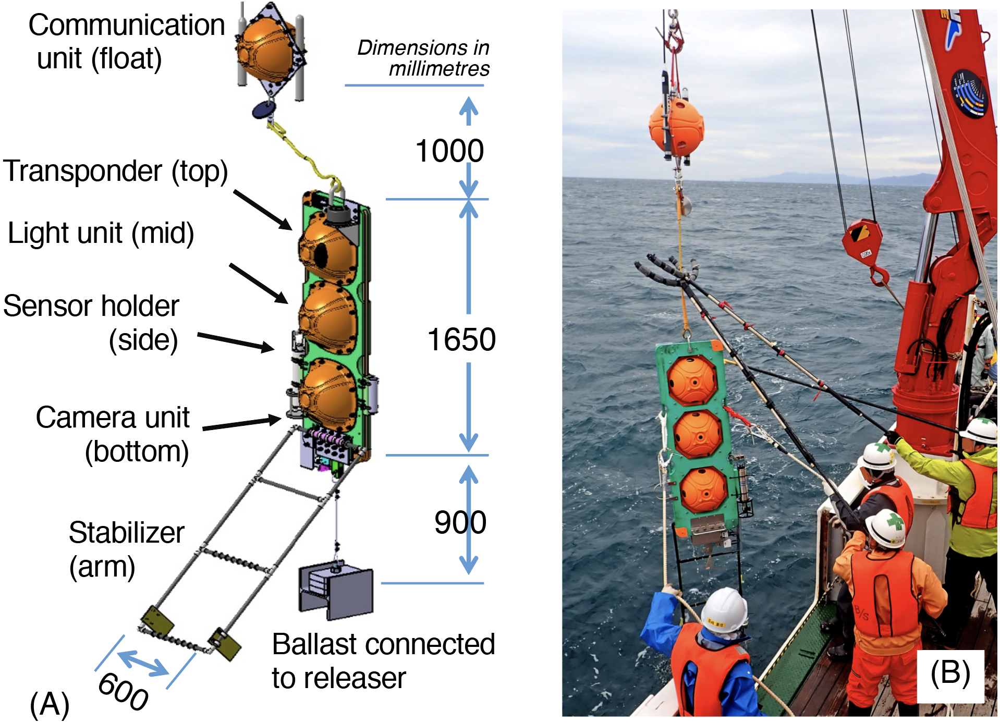 Communication
unit (float)
Dimensions in
millimetres
1000
Transponder (top)
Light unit (mid)
Sensor holder
(side)
1650
Camera unit
(bottom)
900
Stabilizer
(arm)
Ballast connected
to releaser
600
(A)
B/S
(B)